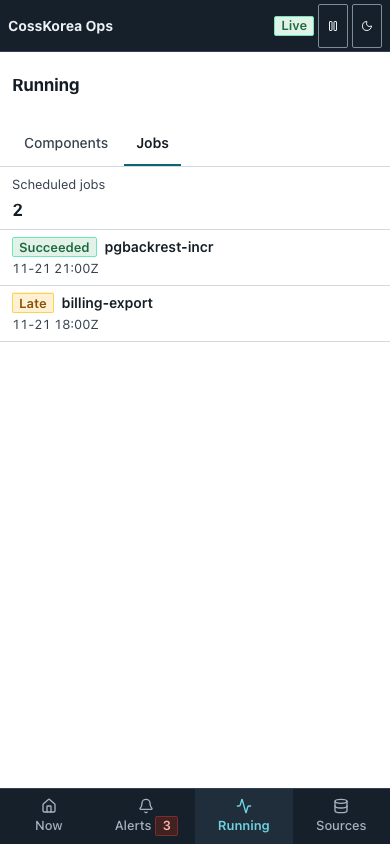 CossKorea Ops
Live
Running
Components
Jobs
Scheduled jobs
2
Succeeded pgbackrest-incr
11-21 21:00Z
Late billing-export
11-21 18:00Z
Now
Alerts 3
Running
Sources